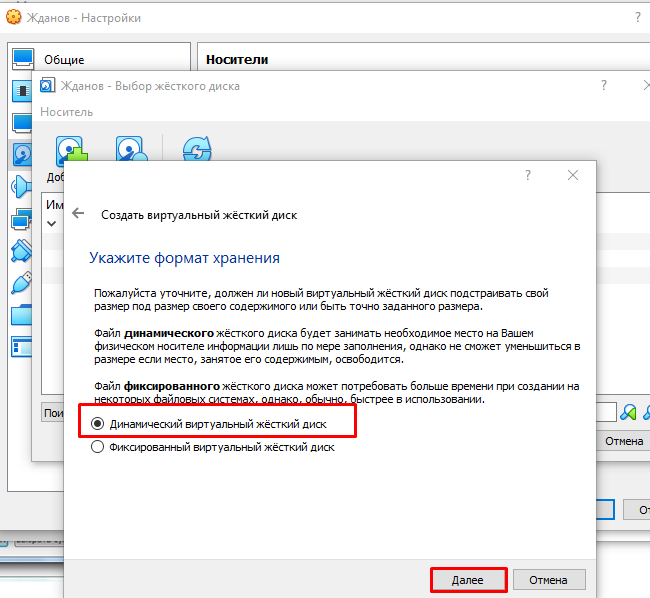 Жданов - Настройки
?
Общие
Носители
Жданов - Выбор жёсткого диска
?
Носитель
?
Создать виртуальный жёсткий диск
Укажите формат хранения
Пожалуйста уточните, должен ли новый виртуальный жёсткий диск подстраивать свой
размер под размер своего содержимого или быть точно заданного размера.
Файл динамического жёсткого диска будет занимать необходимое место на Вашем
физическом носителе информации лишь по мере заполнения, однако не сможет уменьшиться в
размере если место, занятое его содержимым, освободится.
Файл фиксированного жёсткого диска может потребовать больше времени при создании на
некоторых файловых системах, однако, обычно, быстрее в использовании.
Динамический виртуальный жёсткий диск
Фиксированный виртуальный жёсткий диск
Пои
Отмена
От
Далее
Отмена